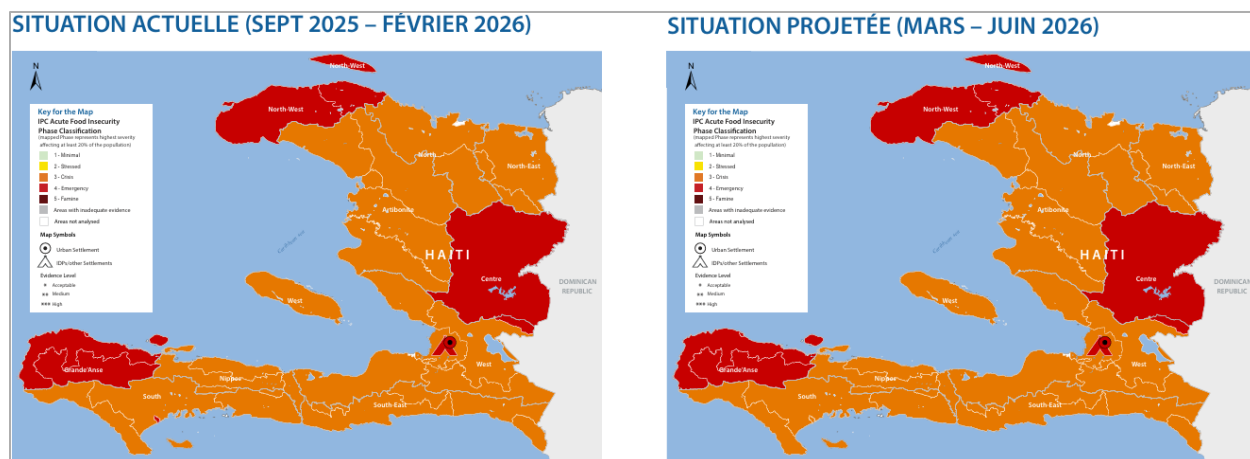 SITUATION ACTUELLE (SEPT 2025 – FÉVRIER 2026)
N
Key for the Map
IPC Acute Food Insecurity
Phase Classification
(mapped Phase represents highest severity
affecting at least 20% of the population)
1 - Minimal
2 - Stressed
3 - Crisis
4 - Emergency
5 - Famine
Areas with inadequate evidence
Areas not analysed
Map Symbols
Urban Settlement
IDPs/other Settlements
Evidence Level
* Acceptable
** Medium
*** High
North-West
North-West
North
North-East
Artibonite
HAITI
Centre
Caribbean sea
West
DOMINICAN
REPUBLIC
Grande'Anse
Nippes
West
South
South-East
SITUATION PROJETÉE (MARS – JUIN 2026)
N
Key for the Map
IPC Acute Food Insecurity
Phase Classification
(mapped Phase represents highest severity
affecting at least 20% of the population)
1 - Minimal
2 - Stressed
3 - Crisis
4 - Emergency
5 - Famine
Areas with inadequate evidence
Areas not analysed
Map Symbols
Urban Settlement
IDPs/other Settlements
Evidence Level
* Acceptable
** Medium
*** High
North-West
North-West
North
North-East
Artibonite
HAITI
Centre
Caribbean sea
West
DOMINICAN
REPUBLIC
Grande'Anse
Nippes
West
South
South-East